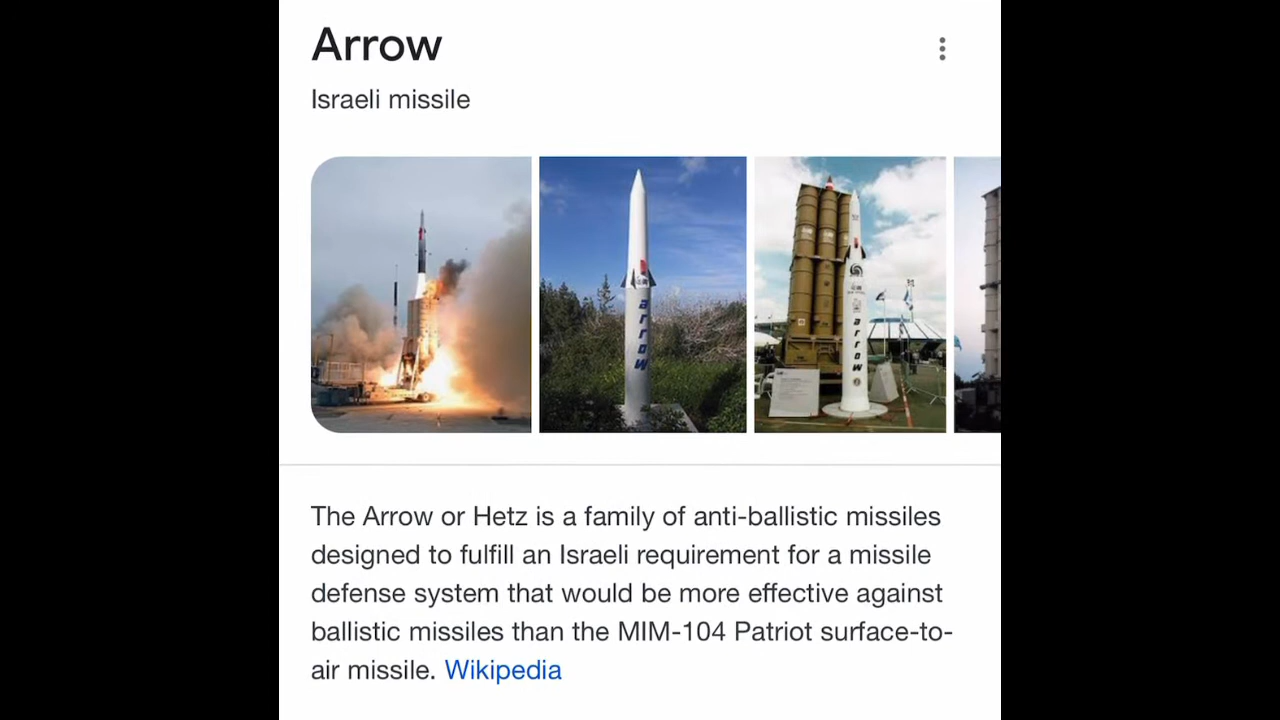 Arrow
Israeli missile
arrow
arrow
The Arrow or Hetz is a family of anti-ballistic missiles
designed to fulfill an Israeli requirement for a missile
defense system that would be more effective against
ballistic missiles than the MIM-104 Patriot surface-to-
air missile. Wikipedia